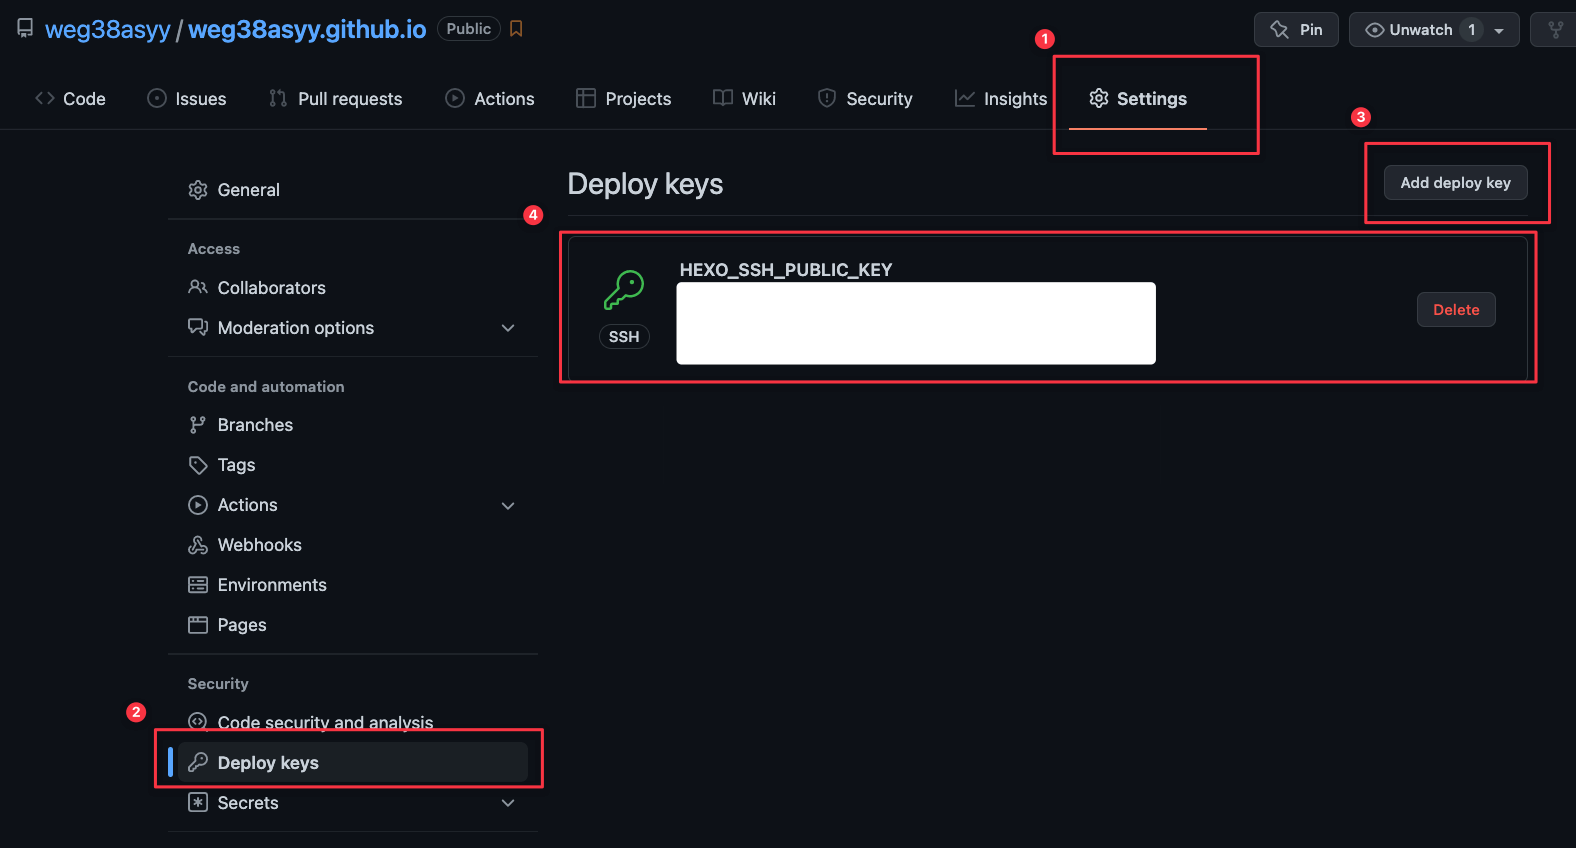 weg38asyy / weg38asyy.github.io Public
Pin
Unwatch 1
1
Code
Issues
Pull requests
Actions
Projects
Wiki
Security
Insights
Settings
3
General
Access
Collaborators
Moderation options
Code and automation
Branches
Tags
Actions
Webhooks
Environments
Pages
Security
2
Code security and analysis
Deploy keys
Secrets
Deploy keys
Add deploy key
4
HEXO_SSH_PUBLIC_KEY
SSH
Delete